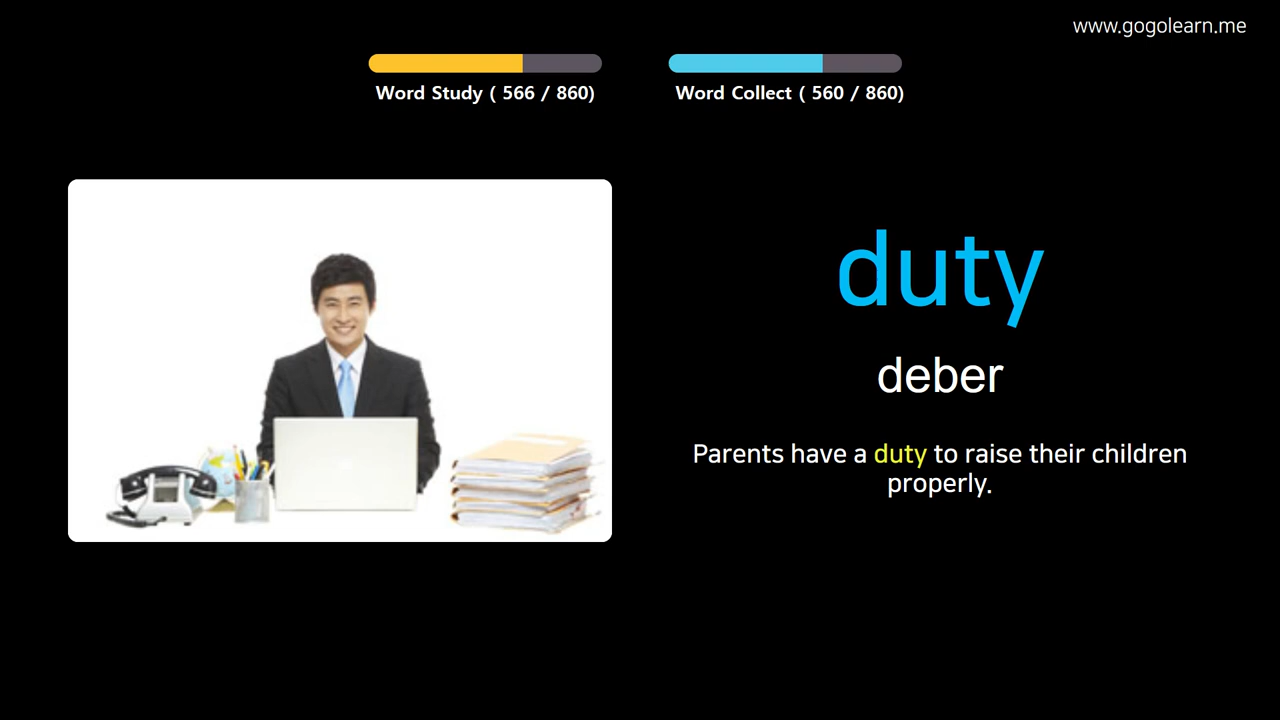 www.gogolearn.me
Word Study ( 566 / 860)
Word Collect ( 560 / 860)
duty
deber
Parents have a duty to raise their children
properly.